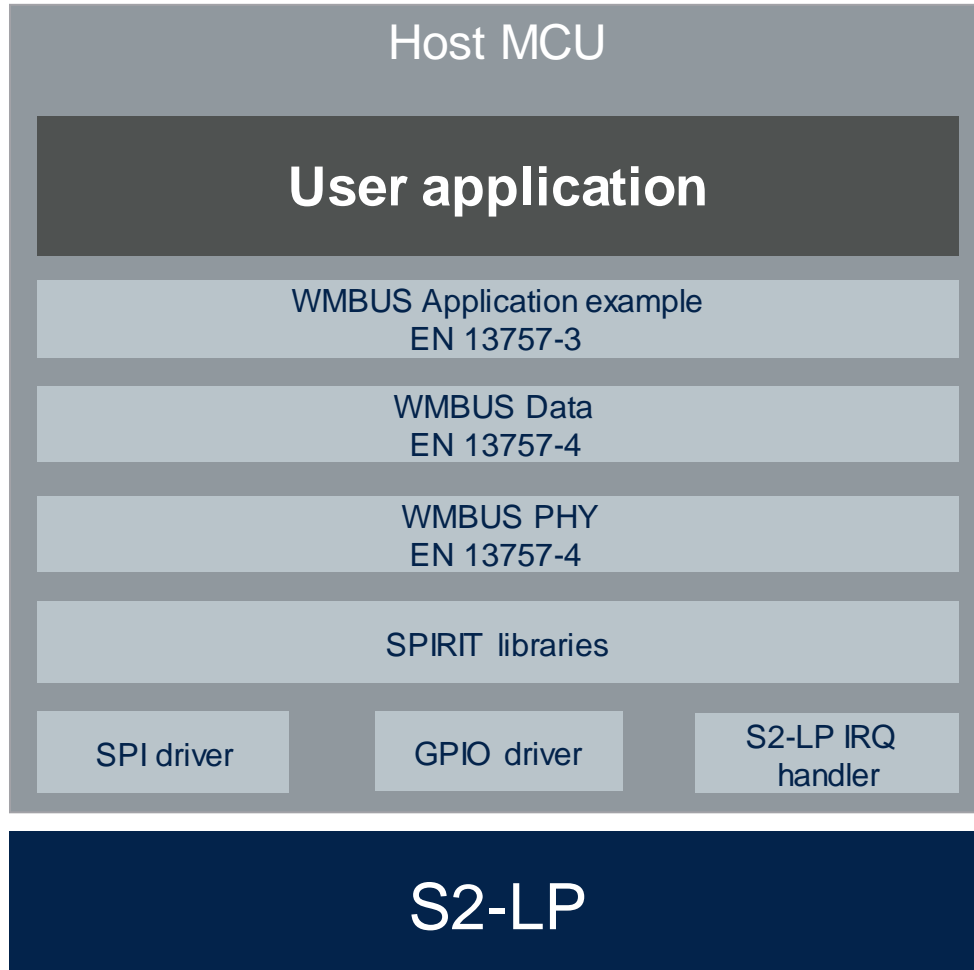 Host MCU
User application
WMBUS Application example
EN 13757-3
WMBUS Data
EN 13757-4
WMBUS PHY
EN 13757-4
SPIRIT libraries
SPI driver
GPIO driver
S2-LP IRQ
handler
S2-LP